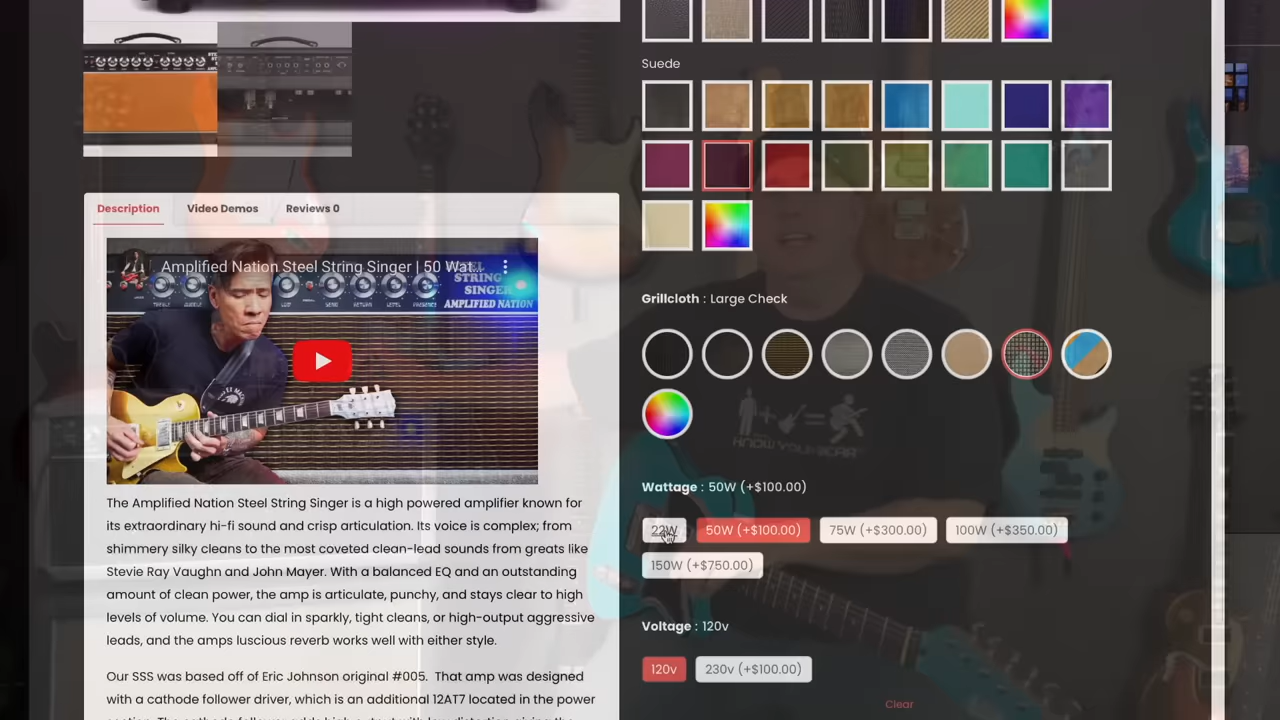 Suede
Description
Video Demos
Reviews 0
Amplified Nation Steel String Singer | 50 Wat...
STRING
SINGER
AMPLIFIED NATION
Grillcloth : Large Check
KNOW YOUR GEAR
Wattage : 50W (+$100.00)
22W
50W (+$100.00)
75W (+$300.00)
100W (+$350.00)
150W (+$750.00)
Voltage : 120v
120v
230v (+$100.00)
Clear
The Amplified Nation Steel String Singer is a high powered amplifier known for
its extraordinary hi-fi sound and crisp articulation. Its voice is complex; from
shimmery silky cleans to the most coveted clean-lead sounds from greats like
Stevie Ray Vaughn and John Mayer. With a balanced EQ and an outstanding
amount of clean power, the amp is articulate, punchy, and stays clear to high
levels of volume. You can dial in sparkly, tight cleans, or high-output aggressive
leads, and the amps luscious reverb works well with either style.
Our SSS was based off of Eric Johnson original #005. That amp was designed
with a cathode follower driver, which is an additional 12AT7 located in the power